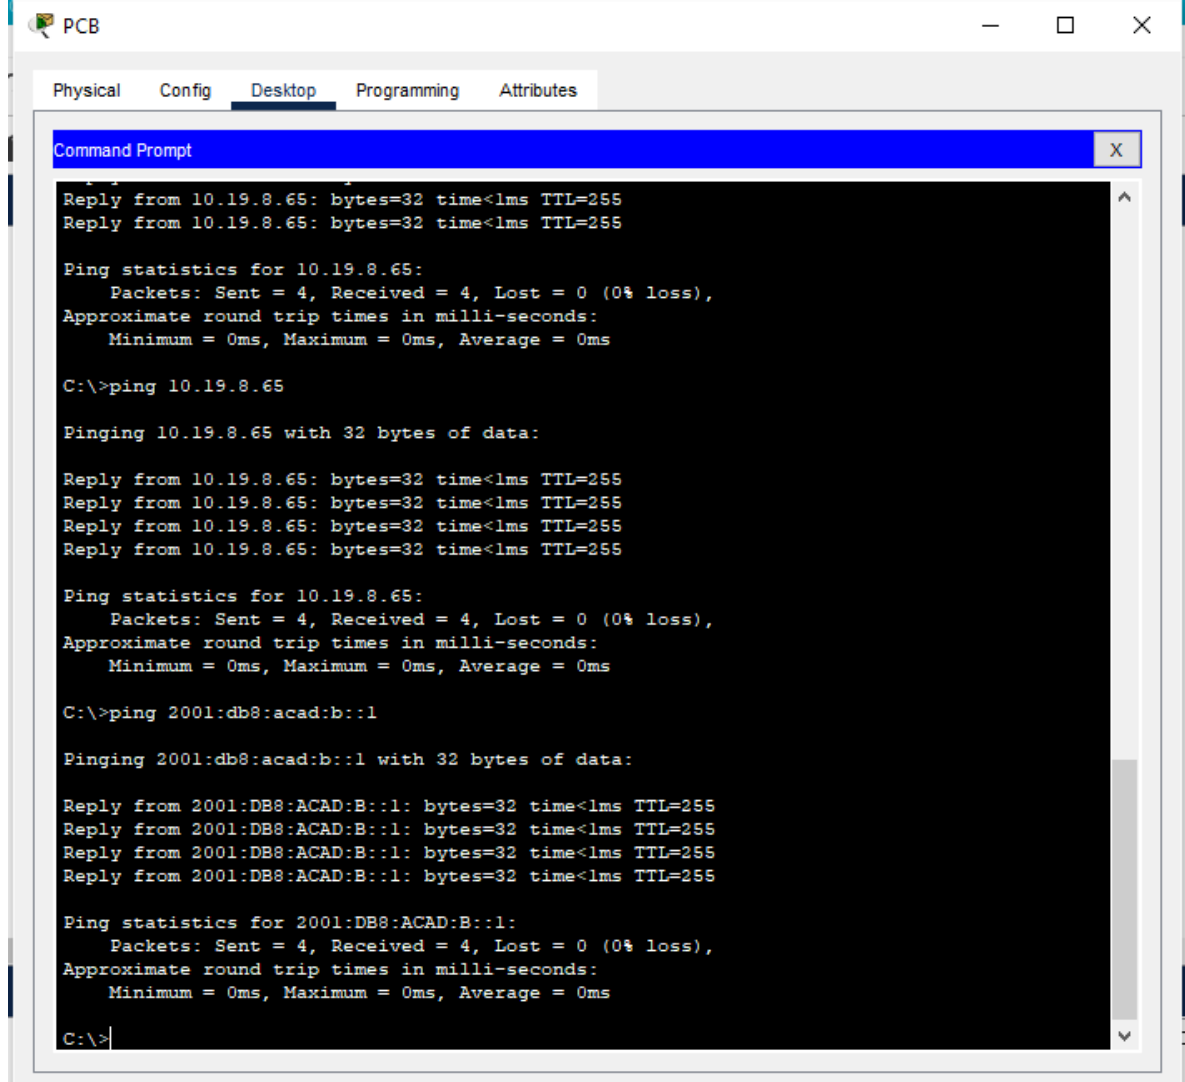 PCB
Physical Config Desktop Programming Attributes
Command Prompt
X
Reply from 10.19.8.65: bytes=32 time<1ms TTL=255
Reply from 10.19.8.65: bytes=32 time<1ms TTL=255
Ping statistics for 10.19.8.65:
Packets: Sent = 4, Received = 4, Lost = 0 (0% loss),
Approximate round trip times in milli-seconds:
Minimum = 0ms, Maximum = 0ms, Average = 0ms
C:\>ping 10.19.8.65
Pinging 10.19.8.65 with 32 bytes of data:
Reply from 10.19.8.65: bytes=32 time<1ms TTL=255
Reply from 10.19.8.65: bytes=32 time<1ms TTL=255
Reply from 10.19.8.65: bytes=32 time<1ms TTL=255
Reply from 10.19.8.65: bytes=32 time<1ms TTL=255
Ping statistics for 10.19.8.65:
Packets: Sent = 4, Received = 4, Lost = 0 (0% loss),
Approximate round trip times in milli-seconds:
Minimum = 0ms, Maximum = 0ms, Average = 0ms
C:\>ping 2001:db8:acad:b::1
Pinging 2001:db8:acad:b::1 with 32 bytes of data:
Reply from 2001:DB8:ACAD:B::1: bytes=32 time<1ms TTL=255
Reply from 2001:DB8:ACAD:B::1: bytes=32 time<1ms TTL=255
Reply from 2001:DB8:ACAD:B::1: bytes=32 time<1ms TTL=255
Reply from 2001:DB8:ACAD:B::1: bytes=32 time<1ms TTL=255
Ping statistics for 2001:DB8:ACAD:B::1:
Packets: Sent = 4, Received = 4, Lost = 0 (0% loss),
Approximate round trip times in milli-seconds:
Minimum = 0ms, Maximum = 0ms, Average = 0ms
C:\>